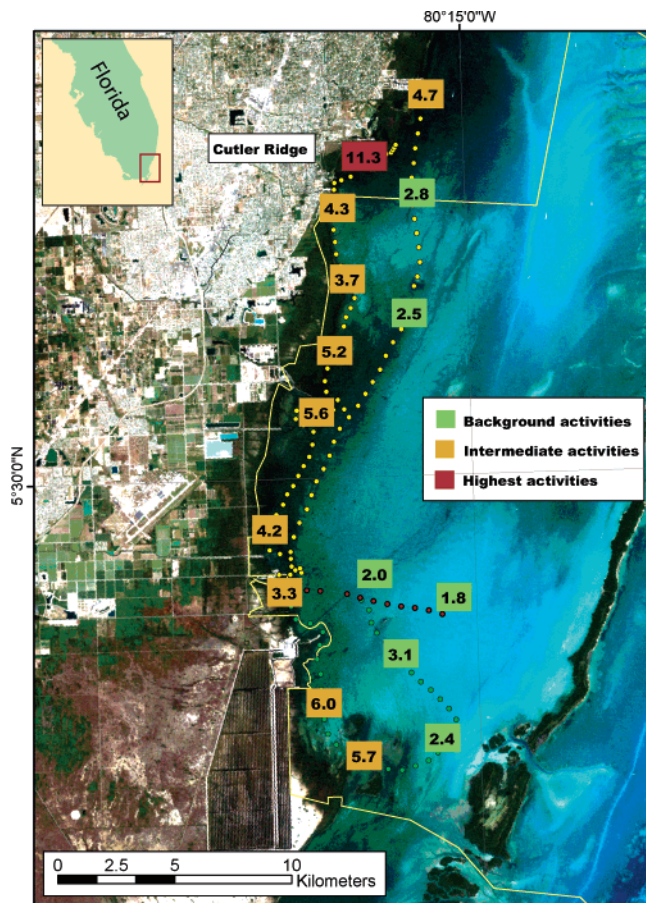 80°15'0"W
Florida
4.7
Cutler Ridge
11.3
2.8
4.3
3.7
2.5
5.2
5.6
Background activities
Intermediate activities
Highest activities
5°30'0"N
4.2
2.0
3.3
1.8
3.1
6.0
2.4
5.7
0 2.5 5 10
Kilometers